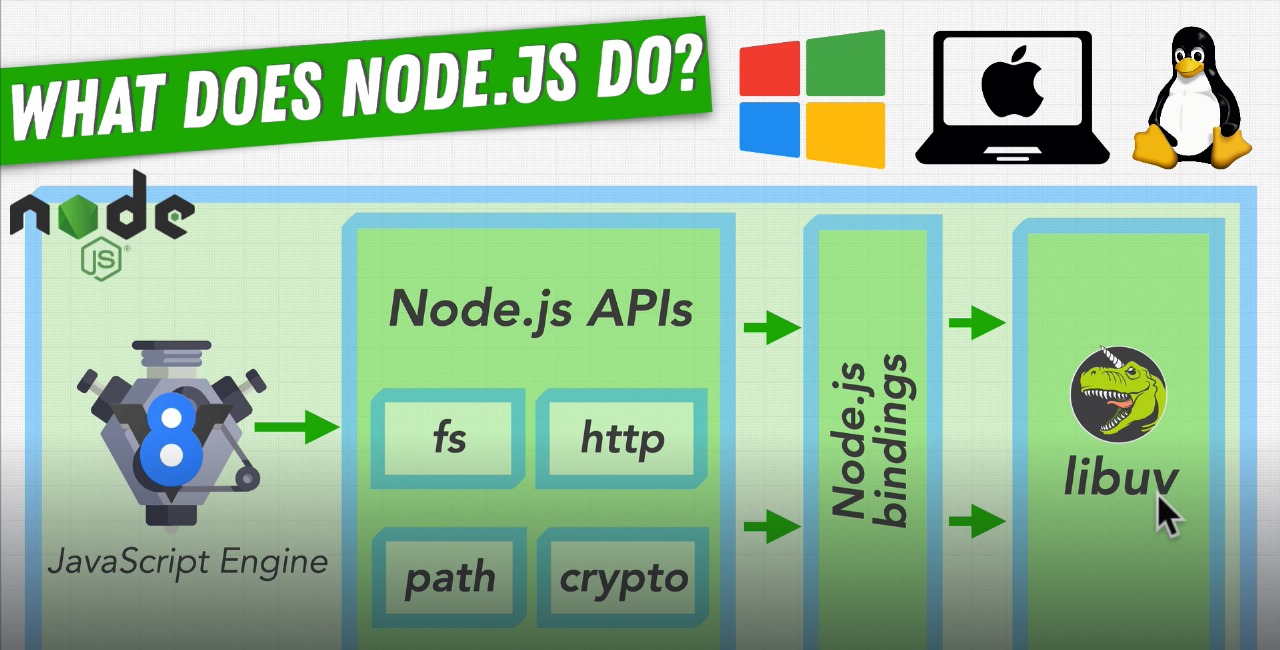 WHAT DOES NODE.JS DO?
node
JS
®
Node.js APIs
fs
http
path
crypto
8
JavaScript Engine
Node.js
bindings
libuv